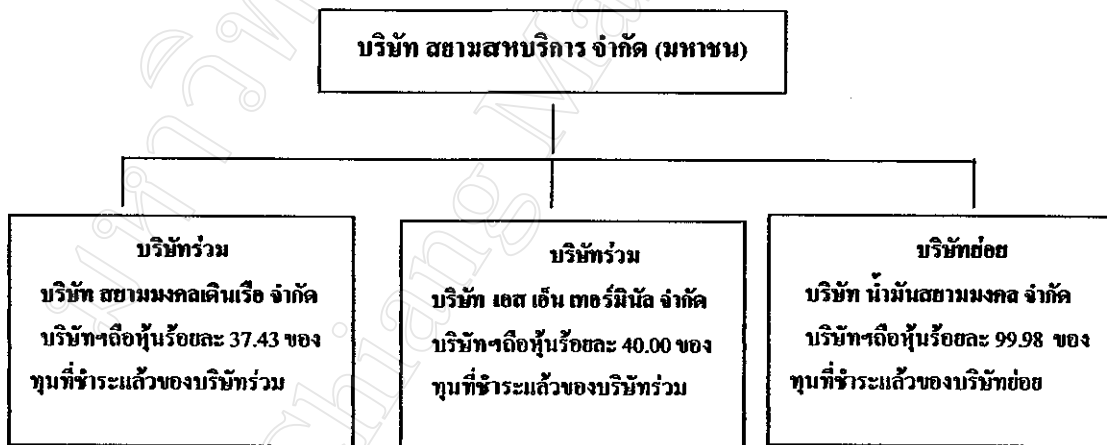 บริษัท สยามสหบริการ จำกัด (มหาชน)
บริษัทร่วม
บริษัท สยามมงคลเดินเรือ จำกัด
บริษัทฯถือหุ้นร้อยละ 37.43 ของ
ทุนที่ชำระแล้วของบริษัทร่วม
บริษัทร่วม
บริษัท เอส เอ็น เทอร์มินัล จำกัด
บริษัทฯถือหุ้นร้อยละ 40.00 ของ
ทุนที่ชำระแล้วของบริษัทร่วม
บริษัทย่อย
บริษัท น้ำมันสยามมงคล จำกัด
บริษัทฯถือหุ้นร้อยละ 99.98 ของ
ทุนที่ชำระแล้วของบริษัทย่อย
Chiang Ma